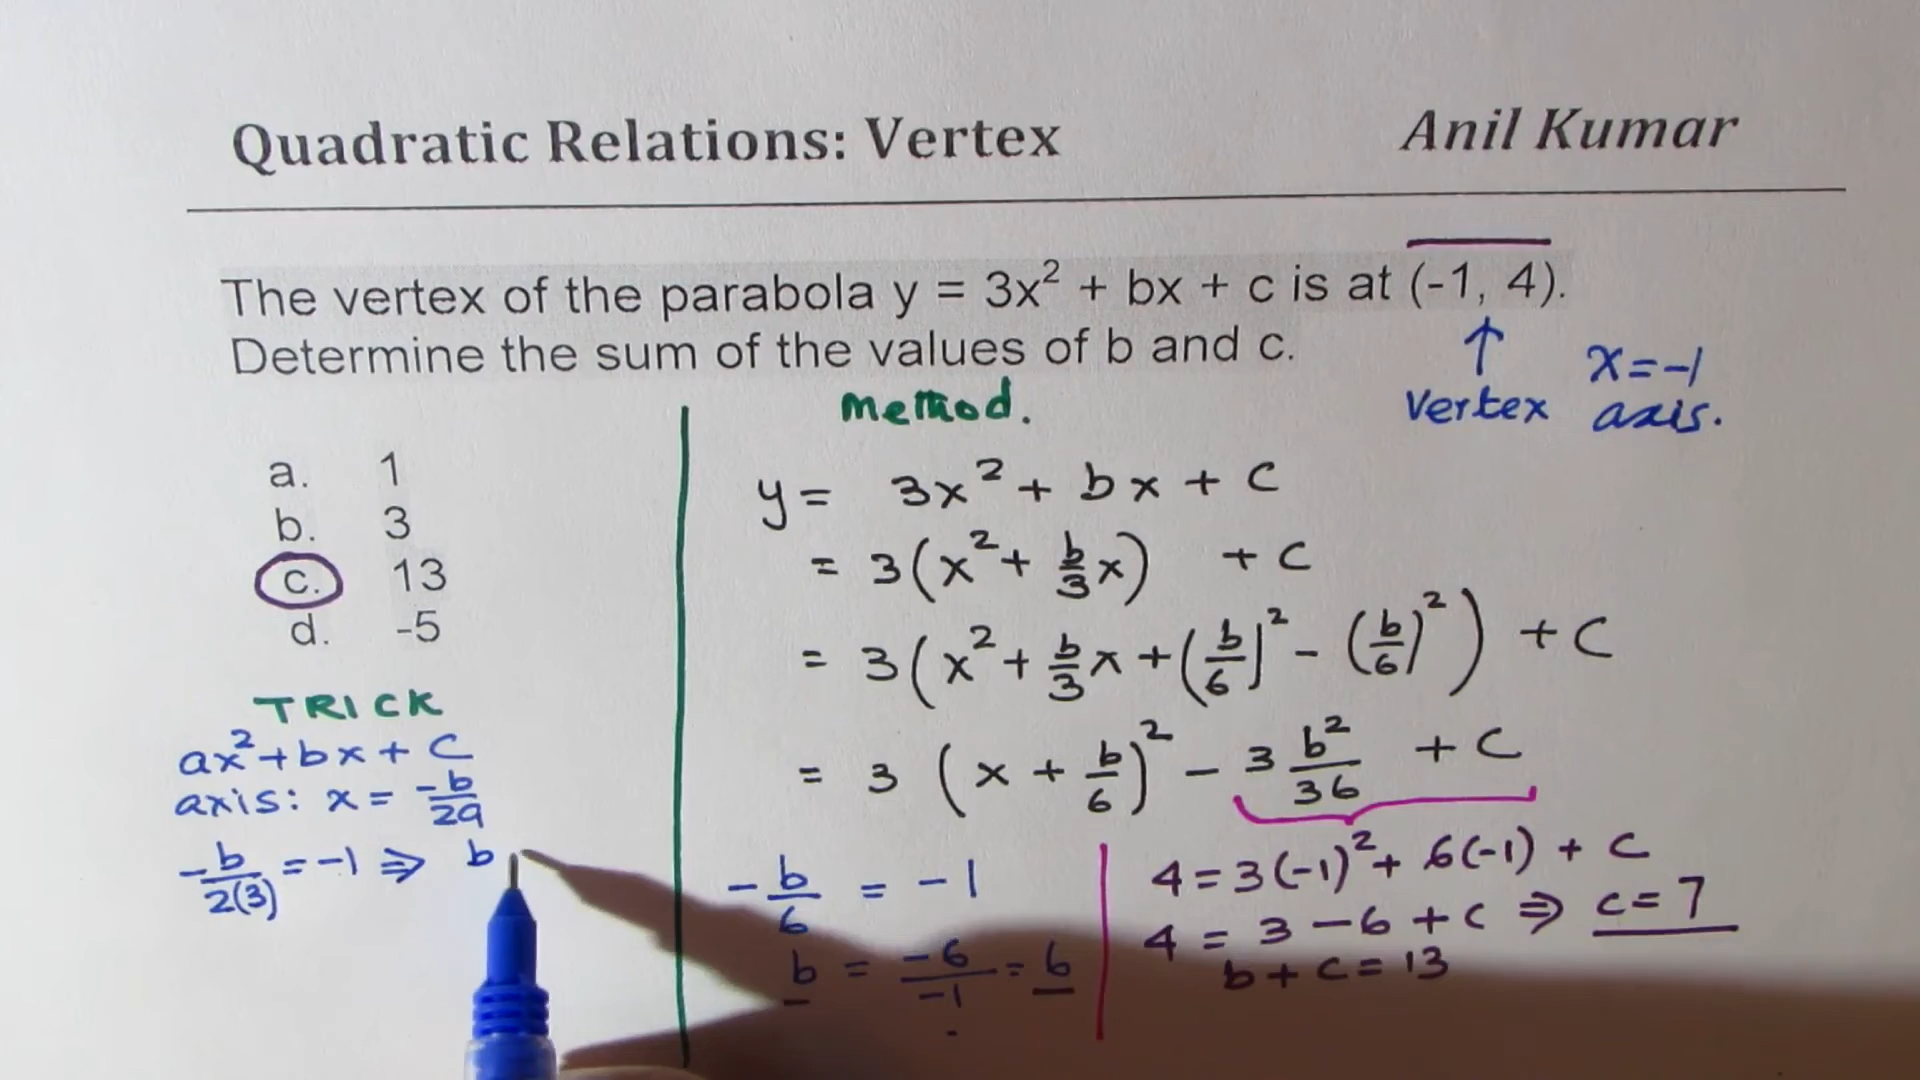 Quadratic Relations: Vertex Anil Kumar
The vertex of the parabola y = 3x² + bx + c is at (-1, 4).
Determine the sum of the values of b and c.
↑ x = -1
Vertex axis.
method.
a. 1
b. 3
c. 13
d. -5
TRICK
ax² + bx + c
axis: x = -b/2a
-b/2(3) = -1 ⇒ b
y = 3x² + bx + c
= 3(x² + b/3 x) + c
= 3(x² + b/3 x + (b/6)² - (b/6)²) + c
= 3 (x + b/6)² - 3 b²/36 + c
-b/6 = -1
b = -6/-1 = 6
4 = 3(-1)² + 6(-1) + c
4 = 3 - 6 + c ⇒ c = 7
b + c = 13